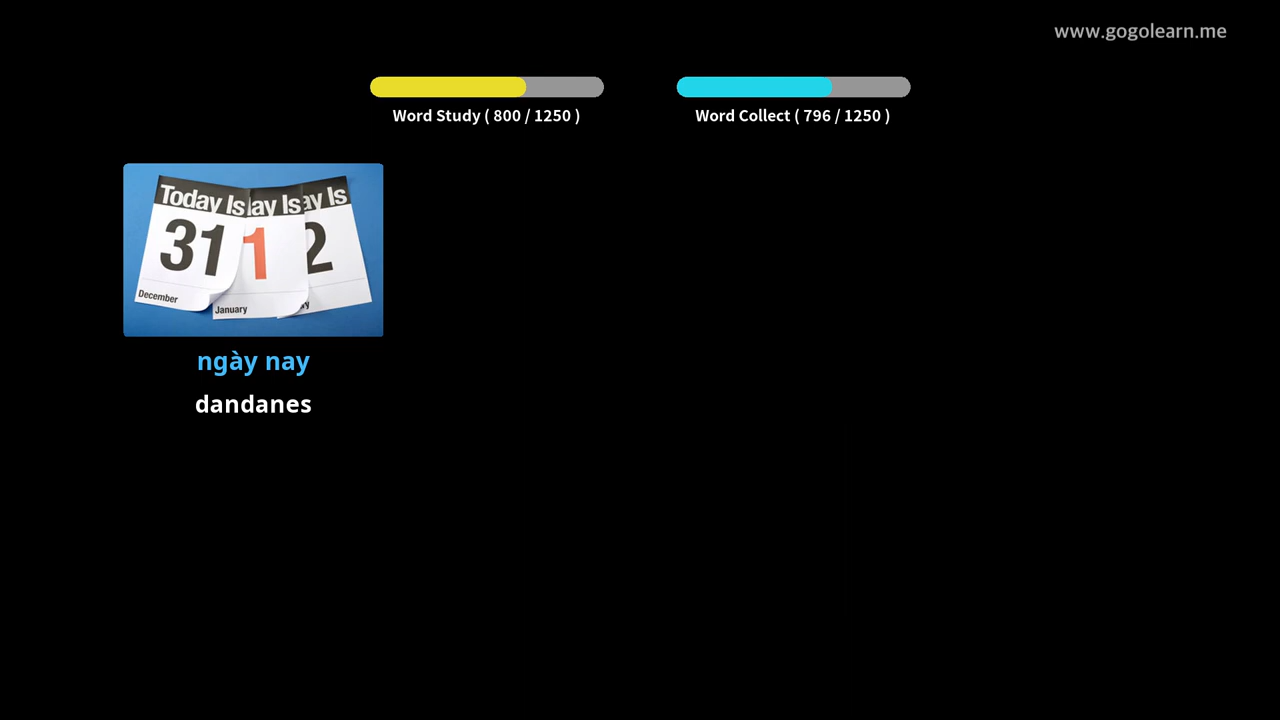 www.gogolearn.me
Word Study ( 800 / 1250 )
Word Collect ( 796 / 1250 )
Today Is
ay Is
ay Is
31
1
2
December
January
ry
ngày nay
dandanes